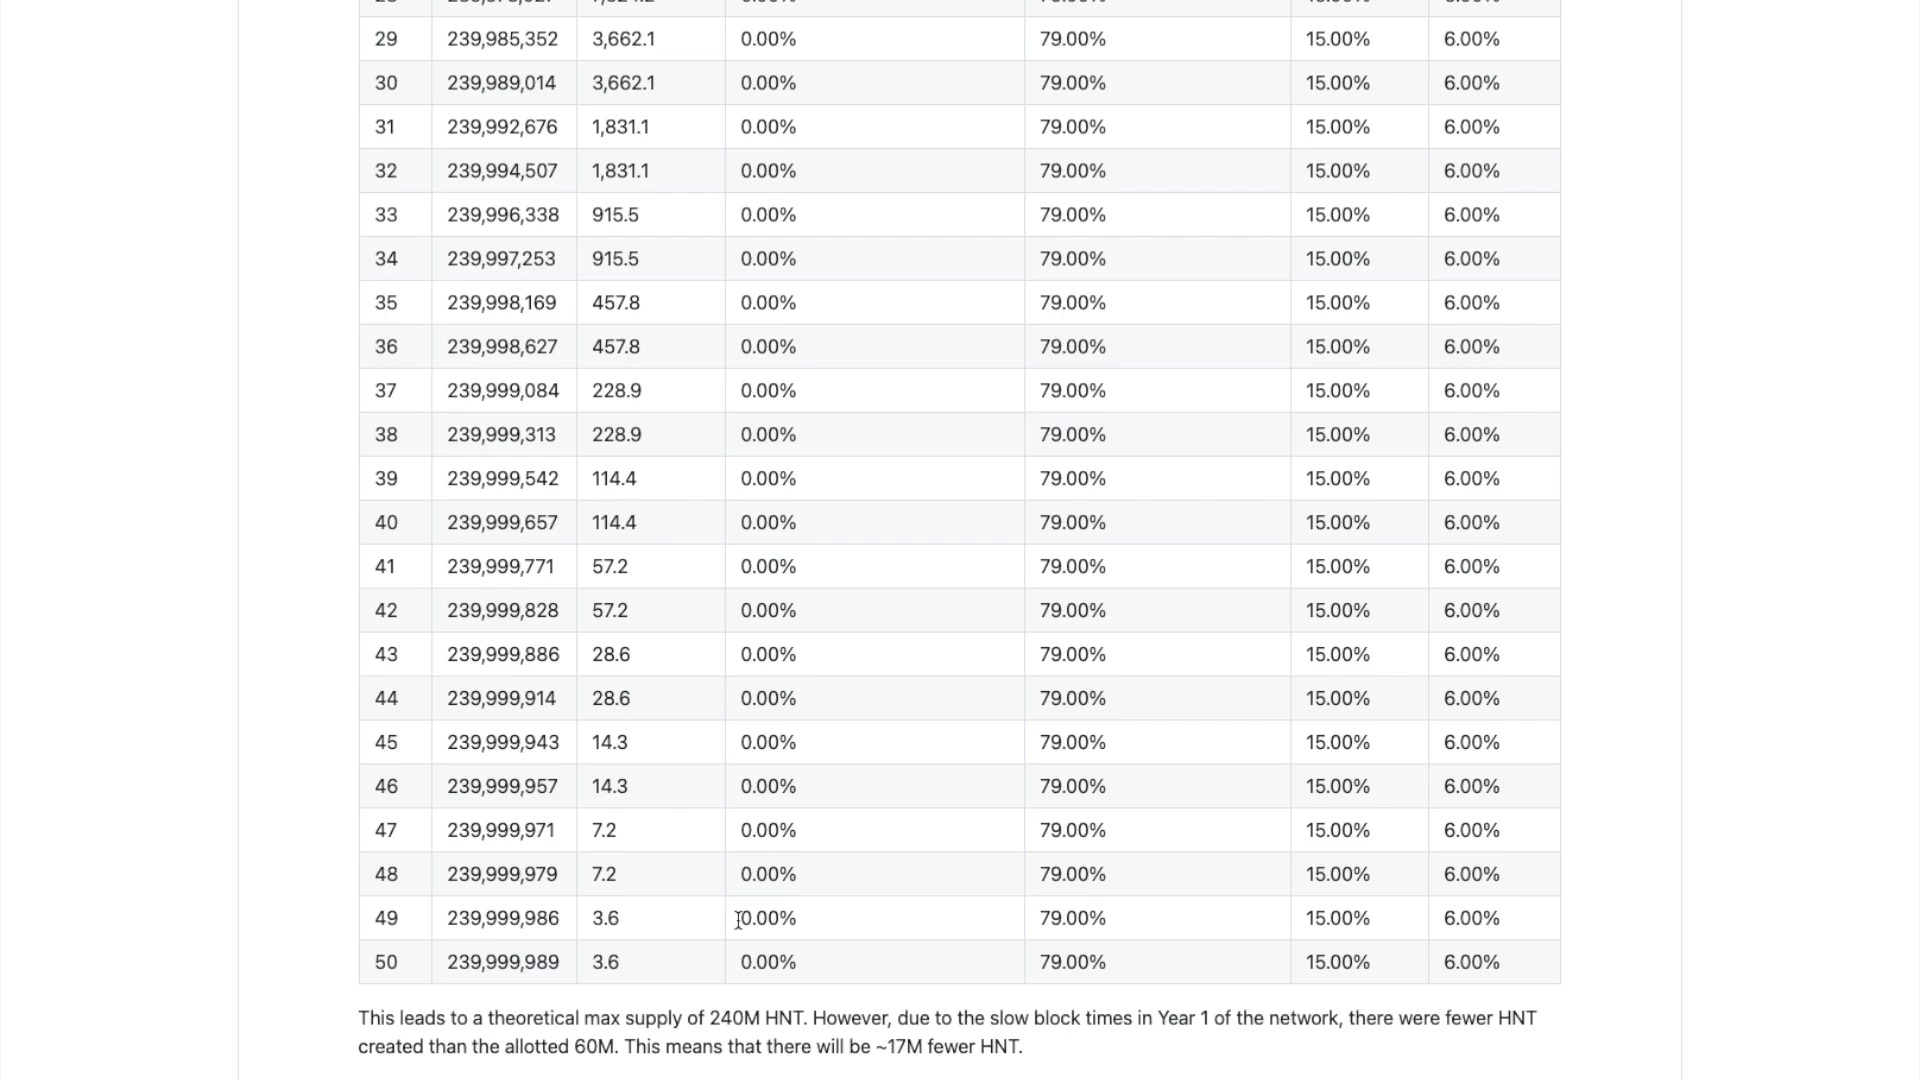 29 239,985,352 3,662.1 0.00% 79.00% 15.00% 6.00%
30 239,989,014 3,662.1 0.00% 79.00% 15.00% 6.00%
31 239,992,676 1,831.1 0.00% 79.00% 15.00% 6.00%
32 239,994,507 1,831.1 0.00% 79.00% 15.00% 6.00%
33 239,996,338 915.5 0.00% 79.00% 15.00% 6.00%
34 239,997,253 915.5 0.00% 79.00% 15.00% 6.00%
35 239,998,169 457.8 0.00% 79.00% 15.00% 6.00%
36 239,998,627 457.8 0.00% 79.00% 15.00% 6.00%
37 239,999,084 228.9 0.00% 79.00% 15.00% 6.00%
38 239,999,313 228.9 0.00% 79.00% 15.00% 6.00%
39 239,999,542 114.4 0.00% 79.00% 15.00% 6.00%
40 239,999,657 114.4 0.00% 79.00% 15.00% 6.00%
41 239,999,771 57.2 0.00% 79.00% 15.00% 6.00%
42 239,999,828 57.2 0.00% 79.00% 15.00% 6.00%
43 239,999,886 28.6 0.00% 79.00% 15.00% 6.00%
44 239,999,914 28.6 0.00% 79.00% 15.00% 6.00%
45 239,999,943 14.3 0.00% 79.00% 15.00% 6.00%
46 239,999,957 14.3 0.00% 79.00% 15.00% 6.00%
47 239,999,971 7.2 0.00% 79.00% 15.00% 6.00%
48 239,999,979 7.2 0.00% 79.00% 15.00% 6.00%
49 239,999,986 3.6 0.00% 79.00% 15.00% 6.00%
50 239,999,989 3.6 0.00% 79.00% 15.00% 6.00%
This leads to a theoretical max supply of 240M HNT. However, due to the slow block times in Year 1 of the network, there were fewer HNT
created than the allotted 60M. This means that there will be ~17M fewer HNT.